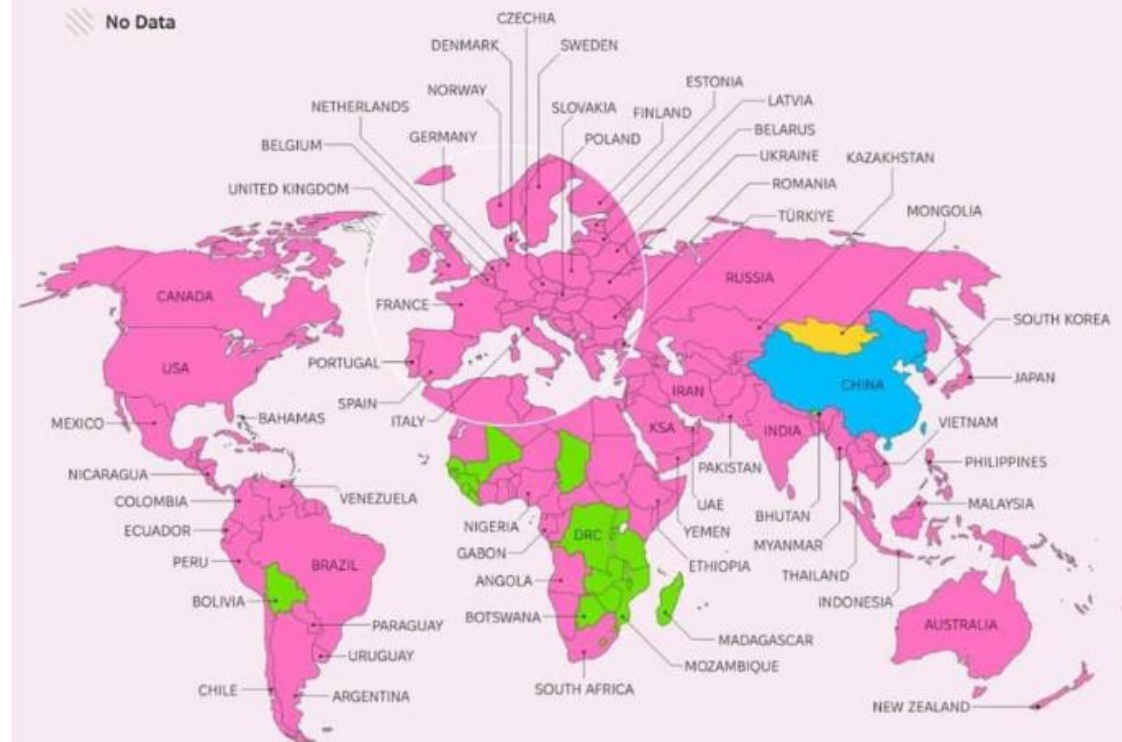 No Data
CZECHIA
DENMARK
SWEDEN
NORWAY
ESTONIA
NETHERLANDS
SLOVAKIA
FINLAND
LATVIA
GERMANY
POLAND
BELARUS
BELGIUM
UKRAINE
KAZAKHSTAN
UNITED KINGDOM
ROMANIA
TÜRKIYE
MONGOLIA
RUSSIA
CANADA
FRANCE
SOUTH KOREA
USA
PORTUGAL
CHINA
JAPAN
IRAN
SPAIN
BAHAMAS
ITALY
MEXICO
KSA
INDIA
VIETNAM
PAKISTAN
PHILIPPINES
NICARAGUA
VENEZUELA
COLOMBIA
UAE
MALAYSIA
BHUTAN
NIGERIA
YEMEN
ECUADOR
DRC
MYANMAR
GABON
PERU
BRAZIL
ETHIOPIA
THAILAND
ANGOLA
BOLIVIA
INDONESIA
BOTSWANA
PARAGUAY
AUSTRALIA
MADAGASCAR
URUGUAY
MOZAMBIQUE
CHILE
ARGENTINA
SOUTH AFRICA
NEW ZEALAND